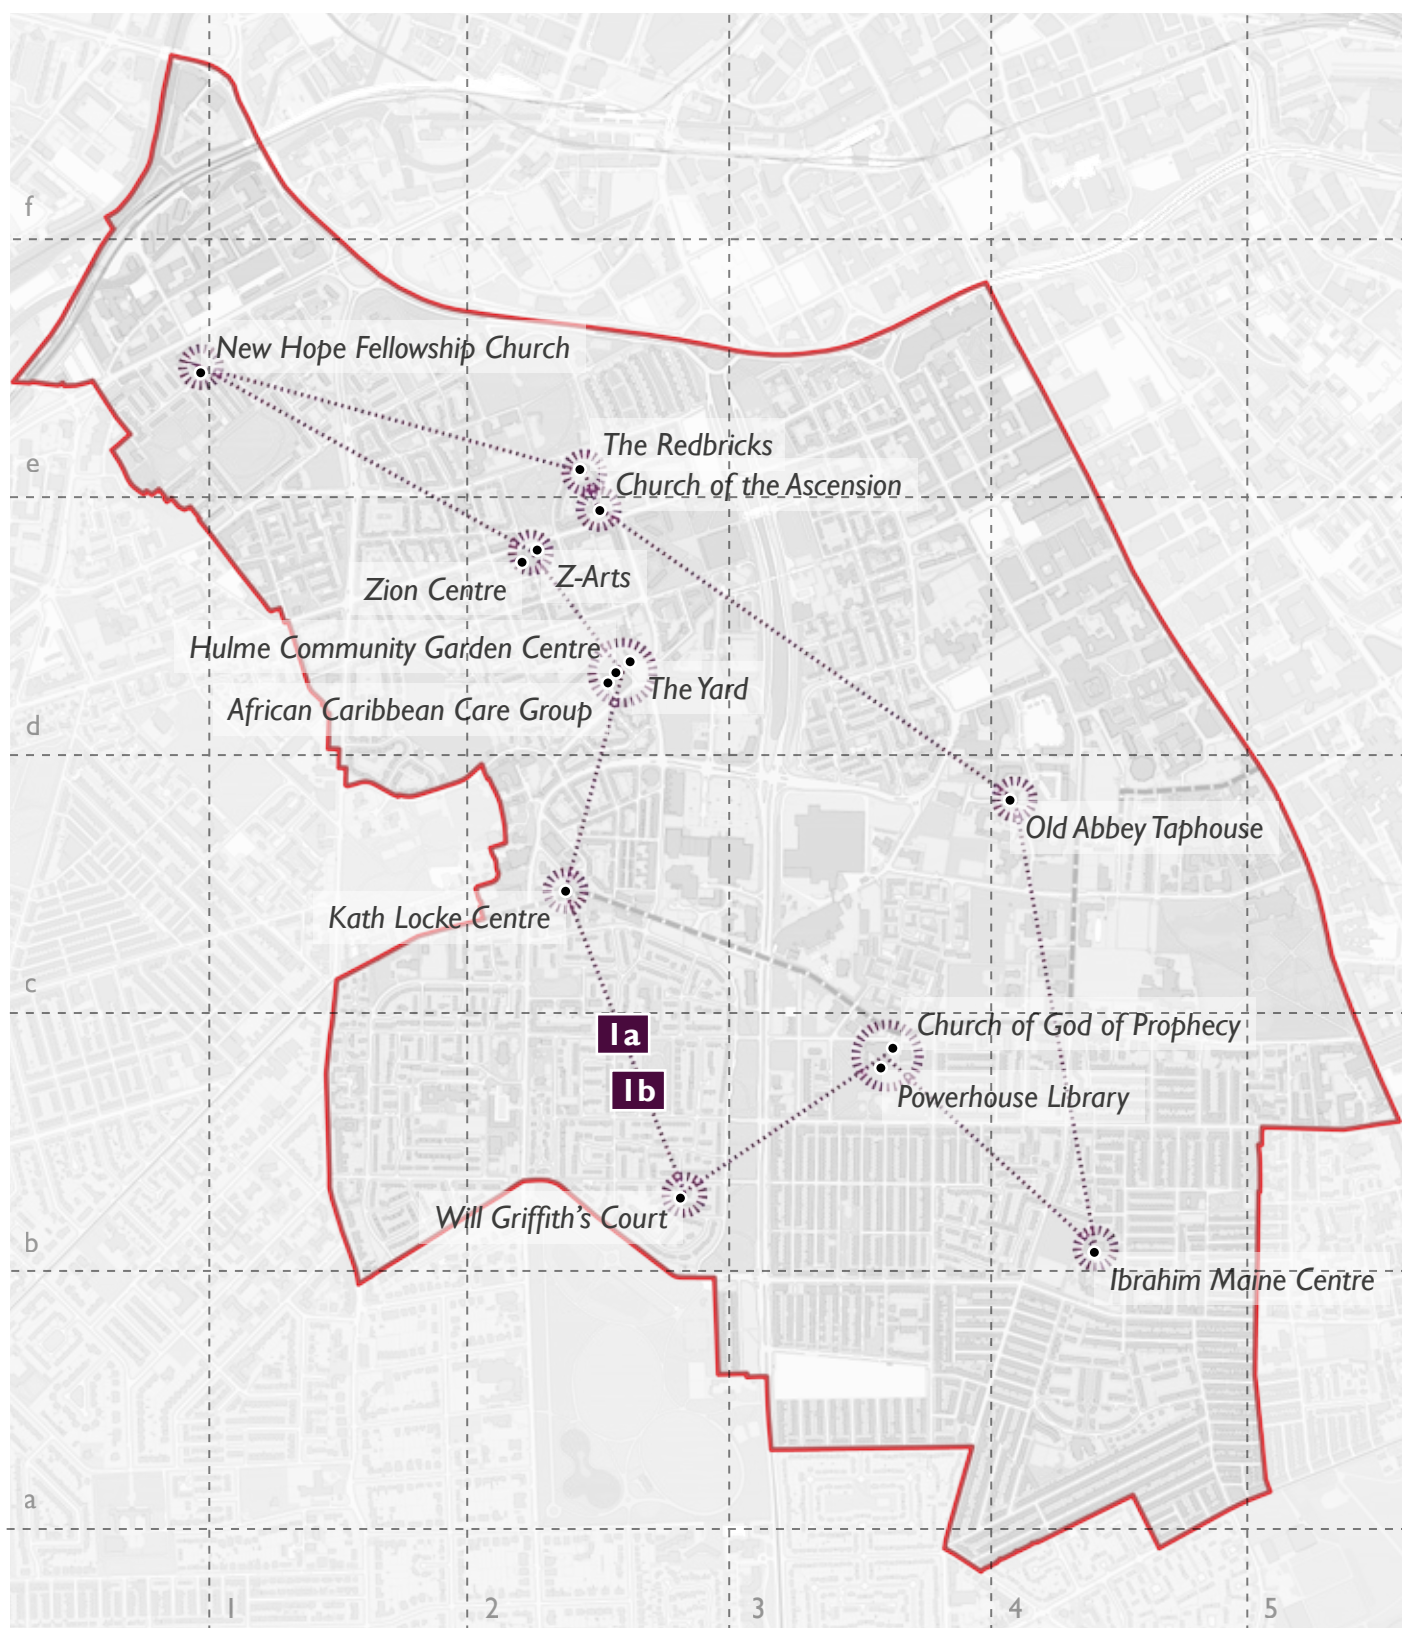 f
New Hope Fellowship Church
The Redbricks
e
Church of the Ascension
Z-Arts
Zion Centre
Hulme Community Garden Centre
The Yard
African Caribbean Care Group
d
Old Abbey Taphouse
Kath Locke Centre
c
Church of God of Prophecy
1a
1b
Powerhouse Library
Will Griffith's Court
b
Ibrahim Maine Centre
a
1 2 3 4 5